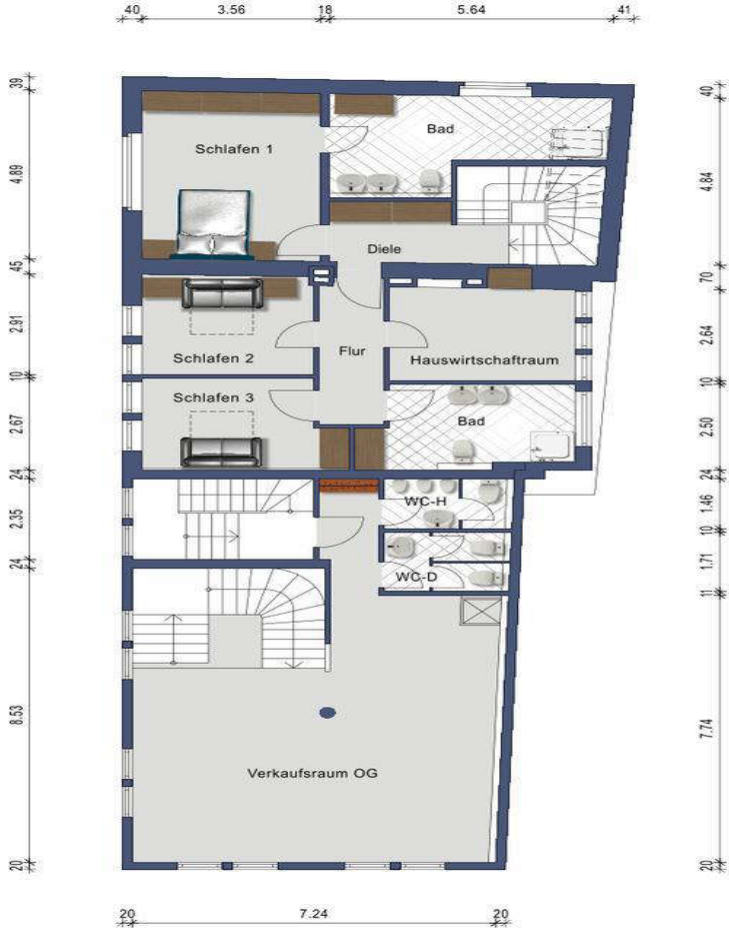 40 3.56 18 5.64 41
39
4.89
45
2.91
10
2.67
24
2.35
24
8.53
20
Schlafen 1
Bad
Diele
Schlafen 2
Flur
Hauswirtschaftraum
Schlafen 3
Bad
WC-H
WC-D
Verkaufsraum OG
40
4.84
70
2.64
10
2.50
24
1.46
10
1.71
11
7.74
20
20 7.24 20